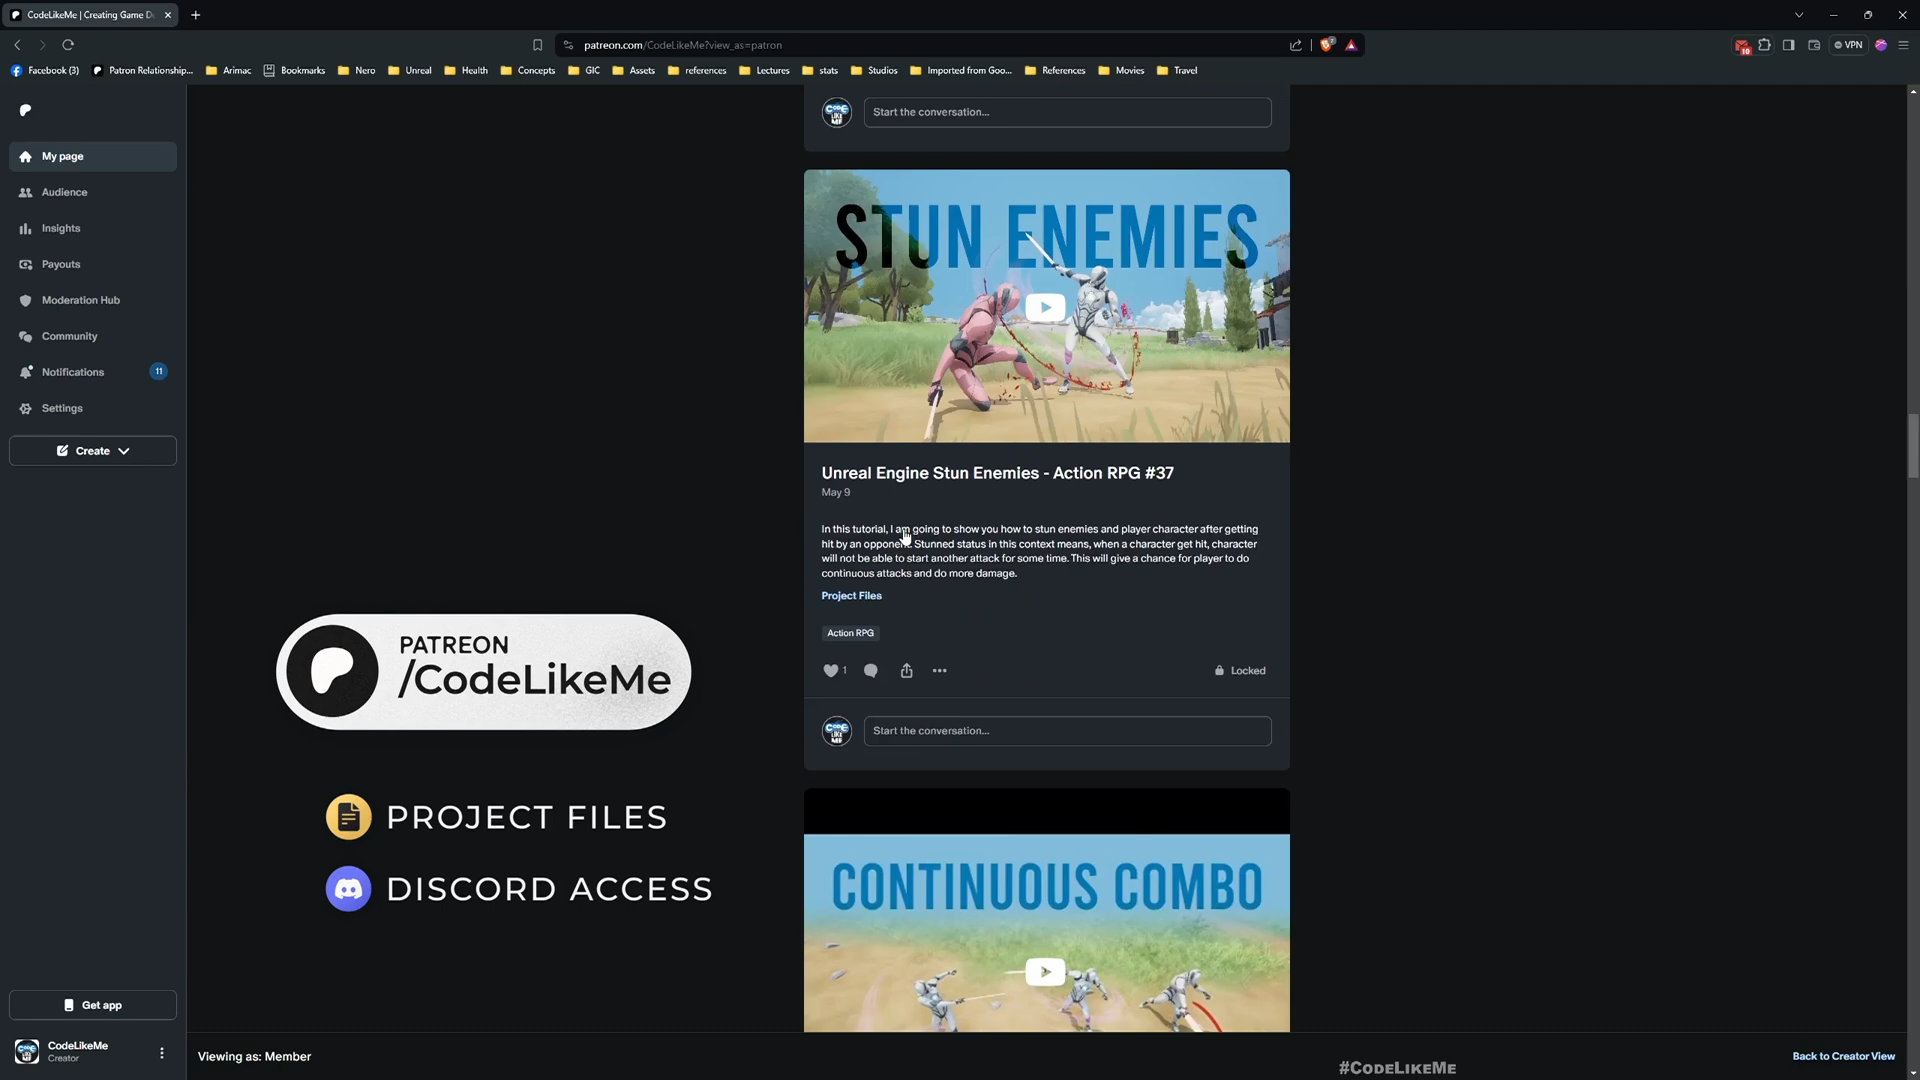 CodeLikeMe | Creating Game D
patreon.com/CodeLikeMe?view_as=patron
10
VPN
Facebook (3)
Patron Relationship...
Arimac
Bookmarks
Nero
Unreal
Health
Concepts
GIC
Assets
references
Lectures
stats
Studios
Imported from Goo...
References
Movies
Travel
My page
Audience
Insights
Payouts
Moderation Hub
Community
Notifications
11
Settings
Create
Start the conversation...
STUN ENEMIES
Unreal Engine Stun Enemies - Action RPG #37
May 9
In this tutorial, I am going to show you how to stun enemies and player character after getting
hit by an opponent. Stunned status in this context means, when a character get hit, character
will not be able to start another attack for some time. This will give a chance for player to do
continuous attacks and do more damage.
Project Files
Action RPG
1
Locked
CODE LIKE ME
Start the conversation...
CONTINUOUS COMBO
PATREON
/CodeLikeMe
PROJECT FILES
DISCORD ACCESS
Get app
CodeLikeMe
Creator
Viewing as: Member
#CodeLikeMe
Back to Creator View